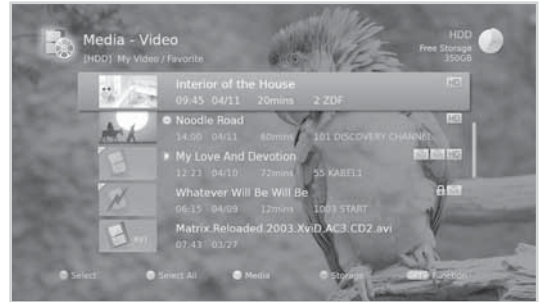 Media - Video
[HDD] My Video / Favorite
HDD
Free Storage
350GB
Interior of the House
HD
09:45 04/11 20mins 2 ZDF
Noodle Road
HD
14:00 04/11 60mins 101 DISCOVERY CHANNEL
My Love And Devotion
HD
12:23 04/10 72mins 55 KABEL1
Whatever Will Be Will Be
06:15 04/09 12mins 1003 START
Matrix.Reloaded.2003.XviD.AC3.CD2.avi
07:43 03/27
Select Select All Media Storage Function